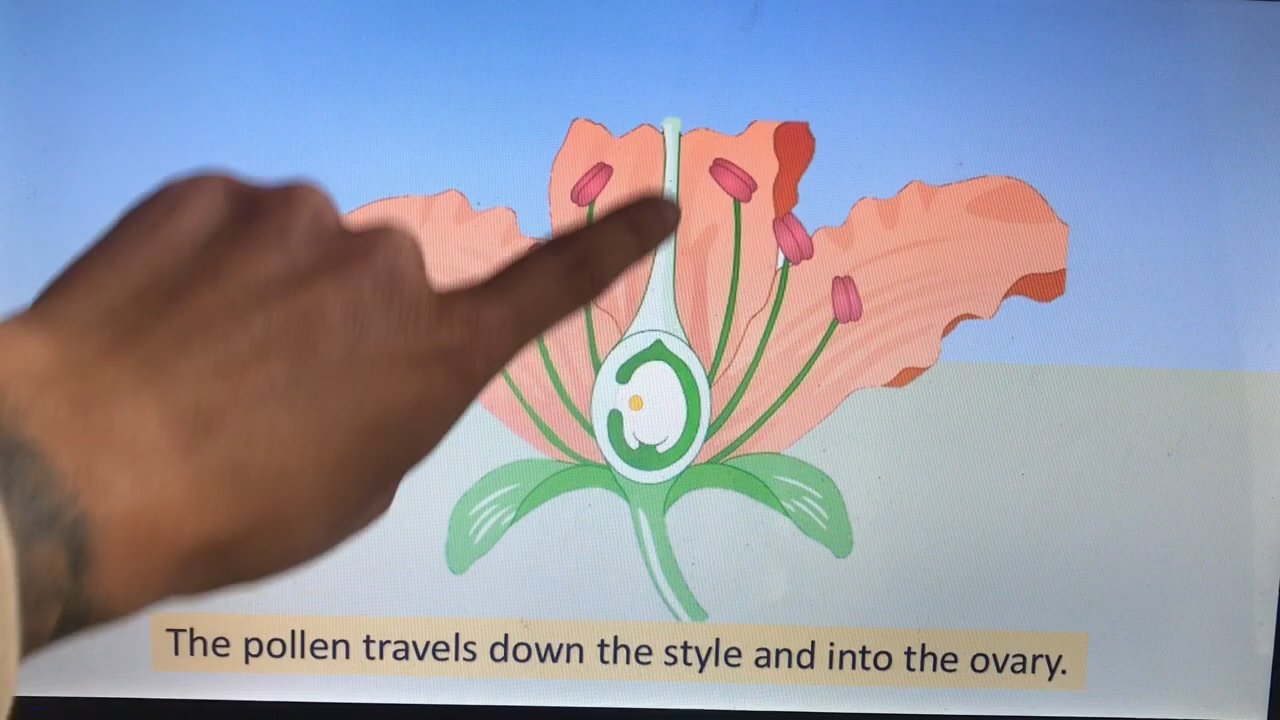 The pollen travels down the style and into the ovary.